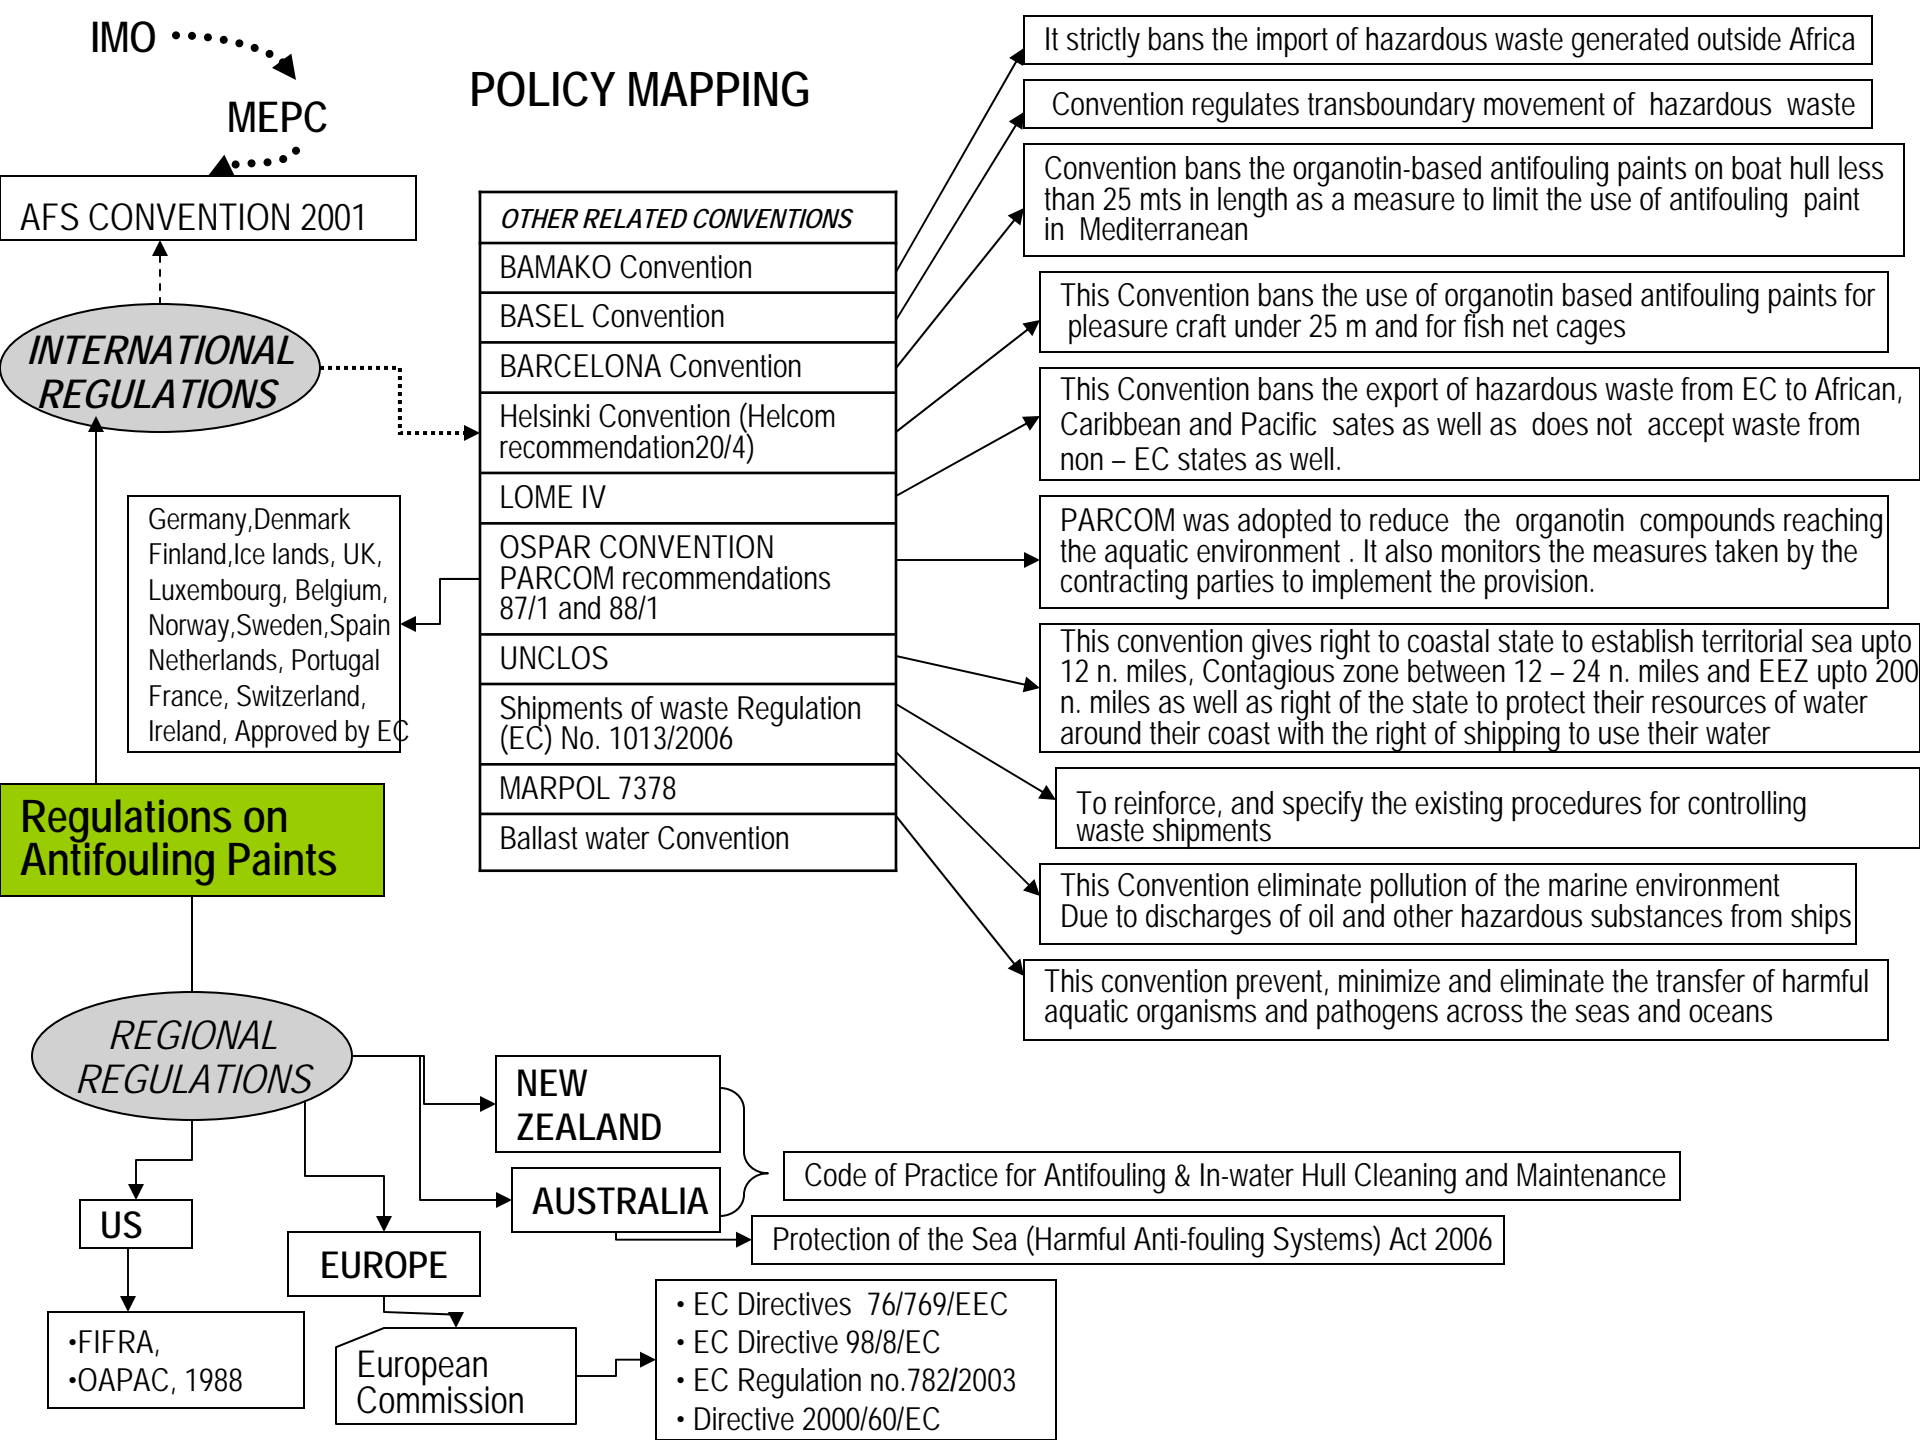 IMO
MEPC
POLICY MAPPING
AFS CONVENTION 2001
INTERNATIONAL
REGULATIONS
Germany,Denmark
Finland,Ice lands, UK,
Luxembourg, Belgium,
Norway,Sweden,Spain
Netherlands, Portugal
France, Switzerland,
Ireland, Approved by EC
Regulations on
Antifouling Paints
OTHER RELATED CONVENTIONS
BAMAKO Convention
BASEL Convention
BARCELONA Convention
Helsinki Convention (Helcom
recommendation20/4)
LOME IV
OSPAR CONVENTION
PARCOM recommendations
87/1 and 88/1
UNCLOS
Shipments of waste Regulation
(EC) No. 1013/2006
MARPOL 7378
Ballast water Convention
It strictly bans the import of hazardous waste generated outside Africa
Convention regulates transboundary movement of hazardous waste
Convention bans the organotin-based antifouling paints on boat hull less
than 25 mts in length as a measure to limit the use of antifouling paint
in Mediterranean
This Convention bans the use of organotin based antifouling paints for
pleasure craft under 25 m and for fish net cages
This Convention bans the export of hazardous waste from EC to African,
Caribbean and Pacific sates as well as does not accept waste from
non – EC states as well.
PARCOM was adopted to reduce the organotin compounds reaching
the aquatic environment . It also monitors the measures taken by the
contracting parties to implement the provision.
This convention gives right to coastal state to establish territorial sea upto
12 n. miles, Contagious zone between 12 – 24 n. miles and EEZ upto 200
n. miles as well as right of the state to protect their resources of water
around their coast with the right of shipping to use their water
To reinforce, and specify the existing procedures for controlling
waste shipments
This Convention eliminate pollution of the marine environment
Due to discharges of oil and other hazardous substances from ships
This convention prevent, minimize and eliminate the transfer of harmful
aquatic organisms and pathogens across the seas and oceans
REGIONAL
REGULATIONS
NEW
ZEALAND
AUSTRALIA
Code of Practice for Antifouling & In-water Hull Cleaning and Maintenance
Protection of the Sea (Harmful Anti-fouling Systems) Act 2006
US
EUROPE
•FIFRA,
•OAPAC, 1988
European
Commission
• EC Directives 76/769/EEC
• EC Directive 98/8/EC
• EC Regulation no.782/2003
• Directive 2000/60/EC